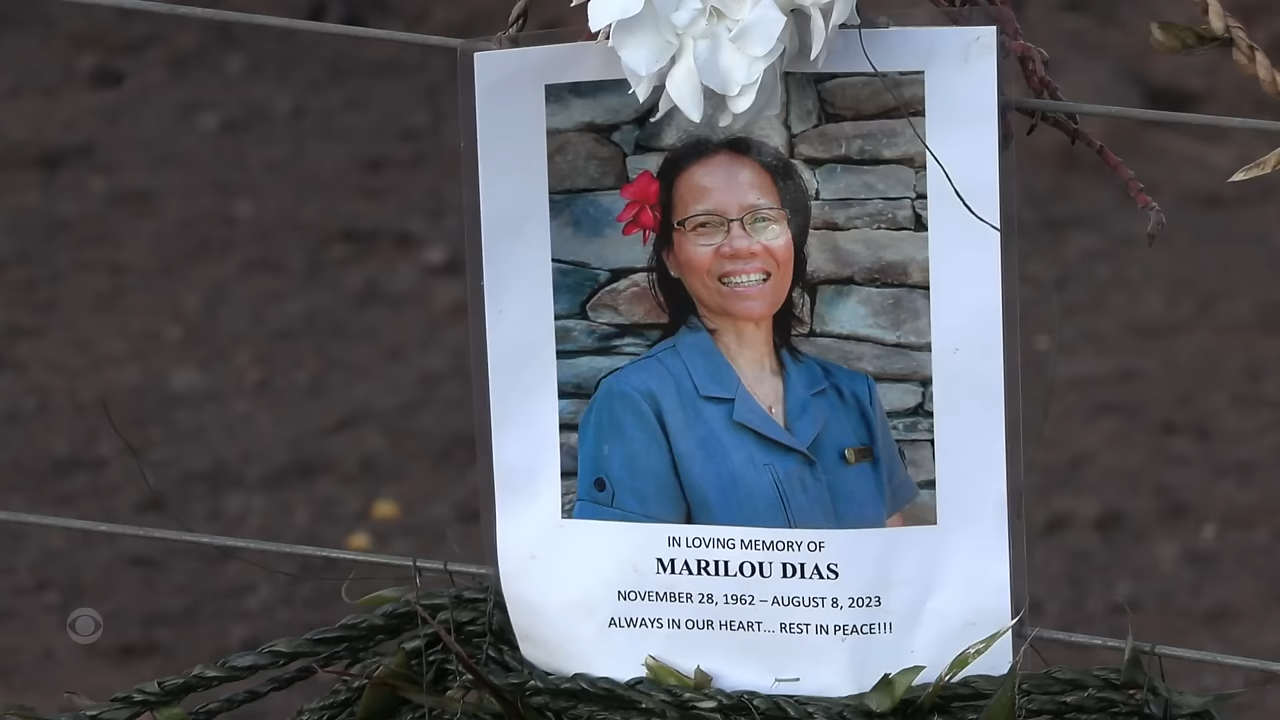 IN LOVING MEMORY OF
MARILOU DIAS
NOVEMBER 28, 1962 – AUGUST 8, 2023
ALWAYS IN OUR HEART... REST IN PEACE!!!